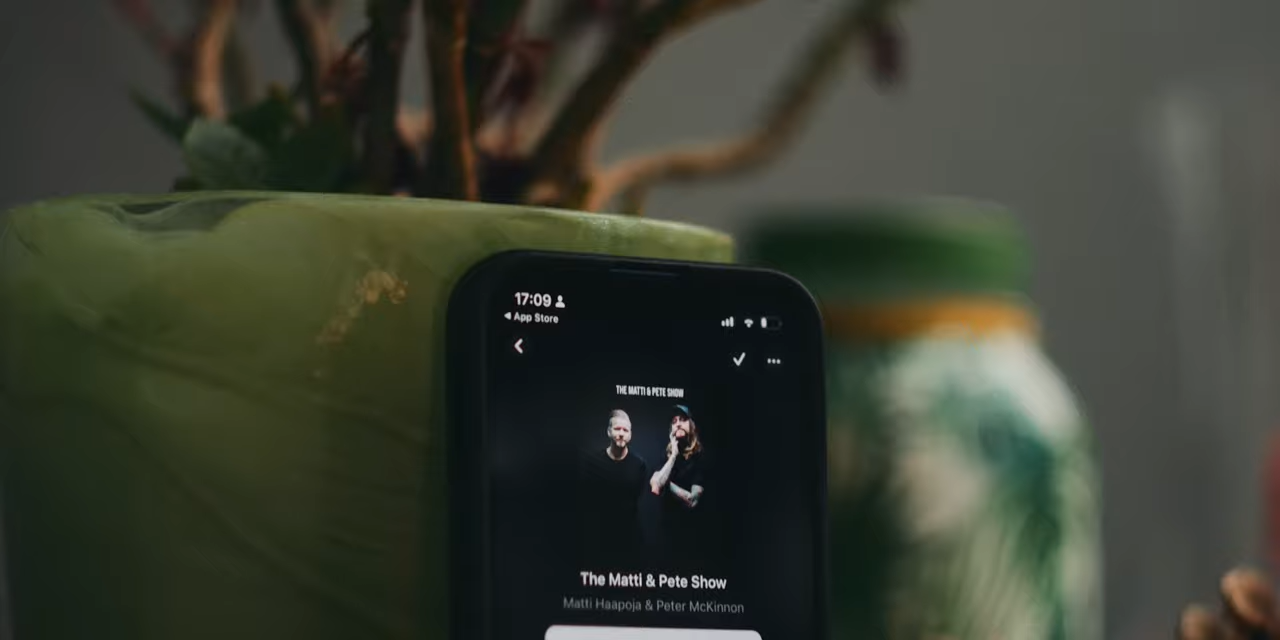 17:09
App Store
THE MATTI & PETE SHOW
The Matti & Pete Show
Matti Haapoja & Peter McKinnon